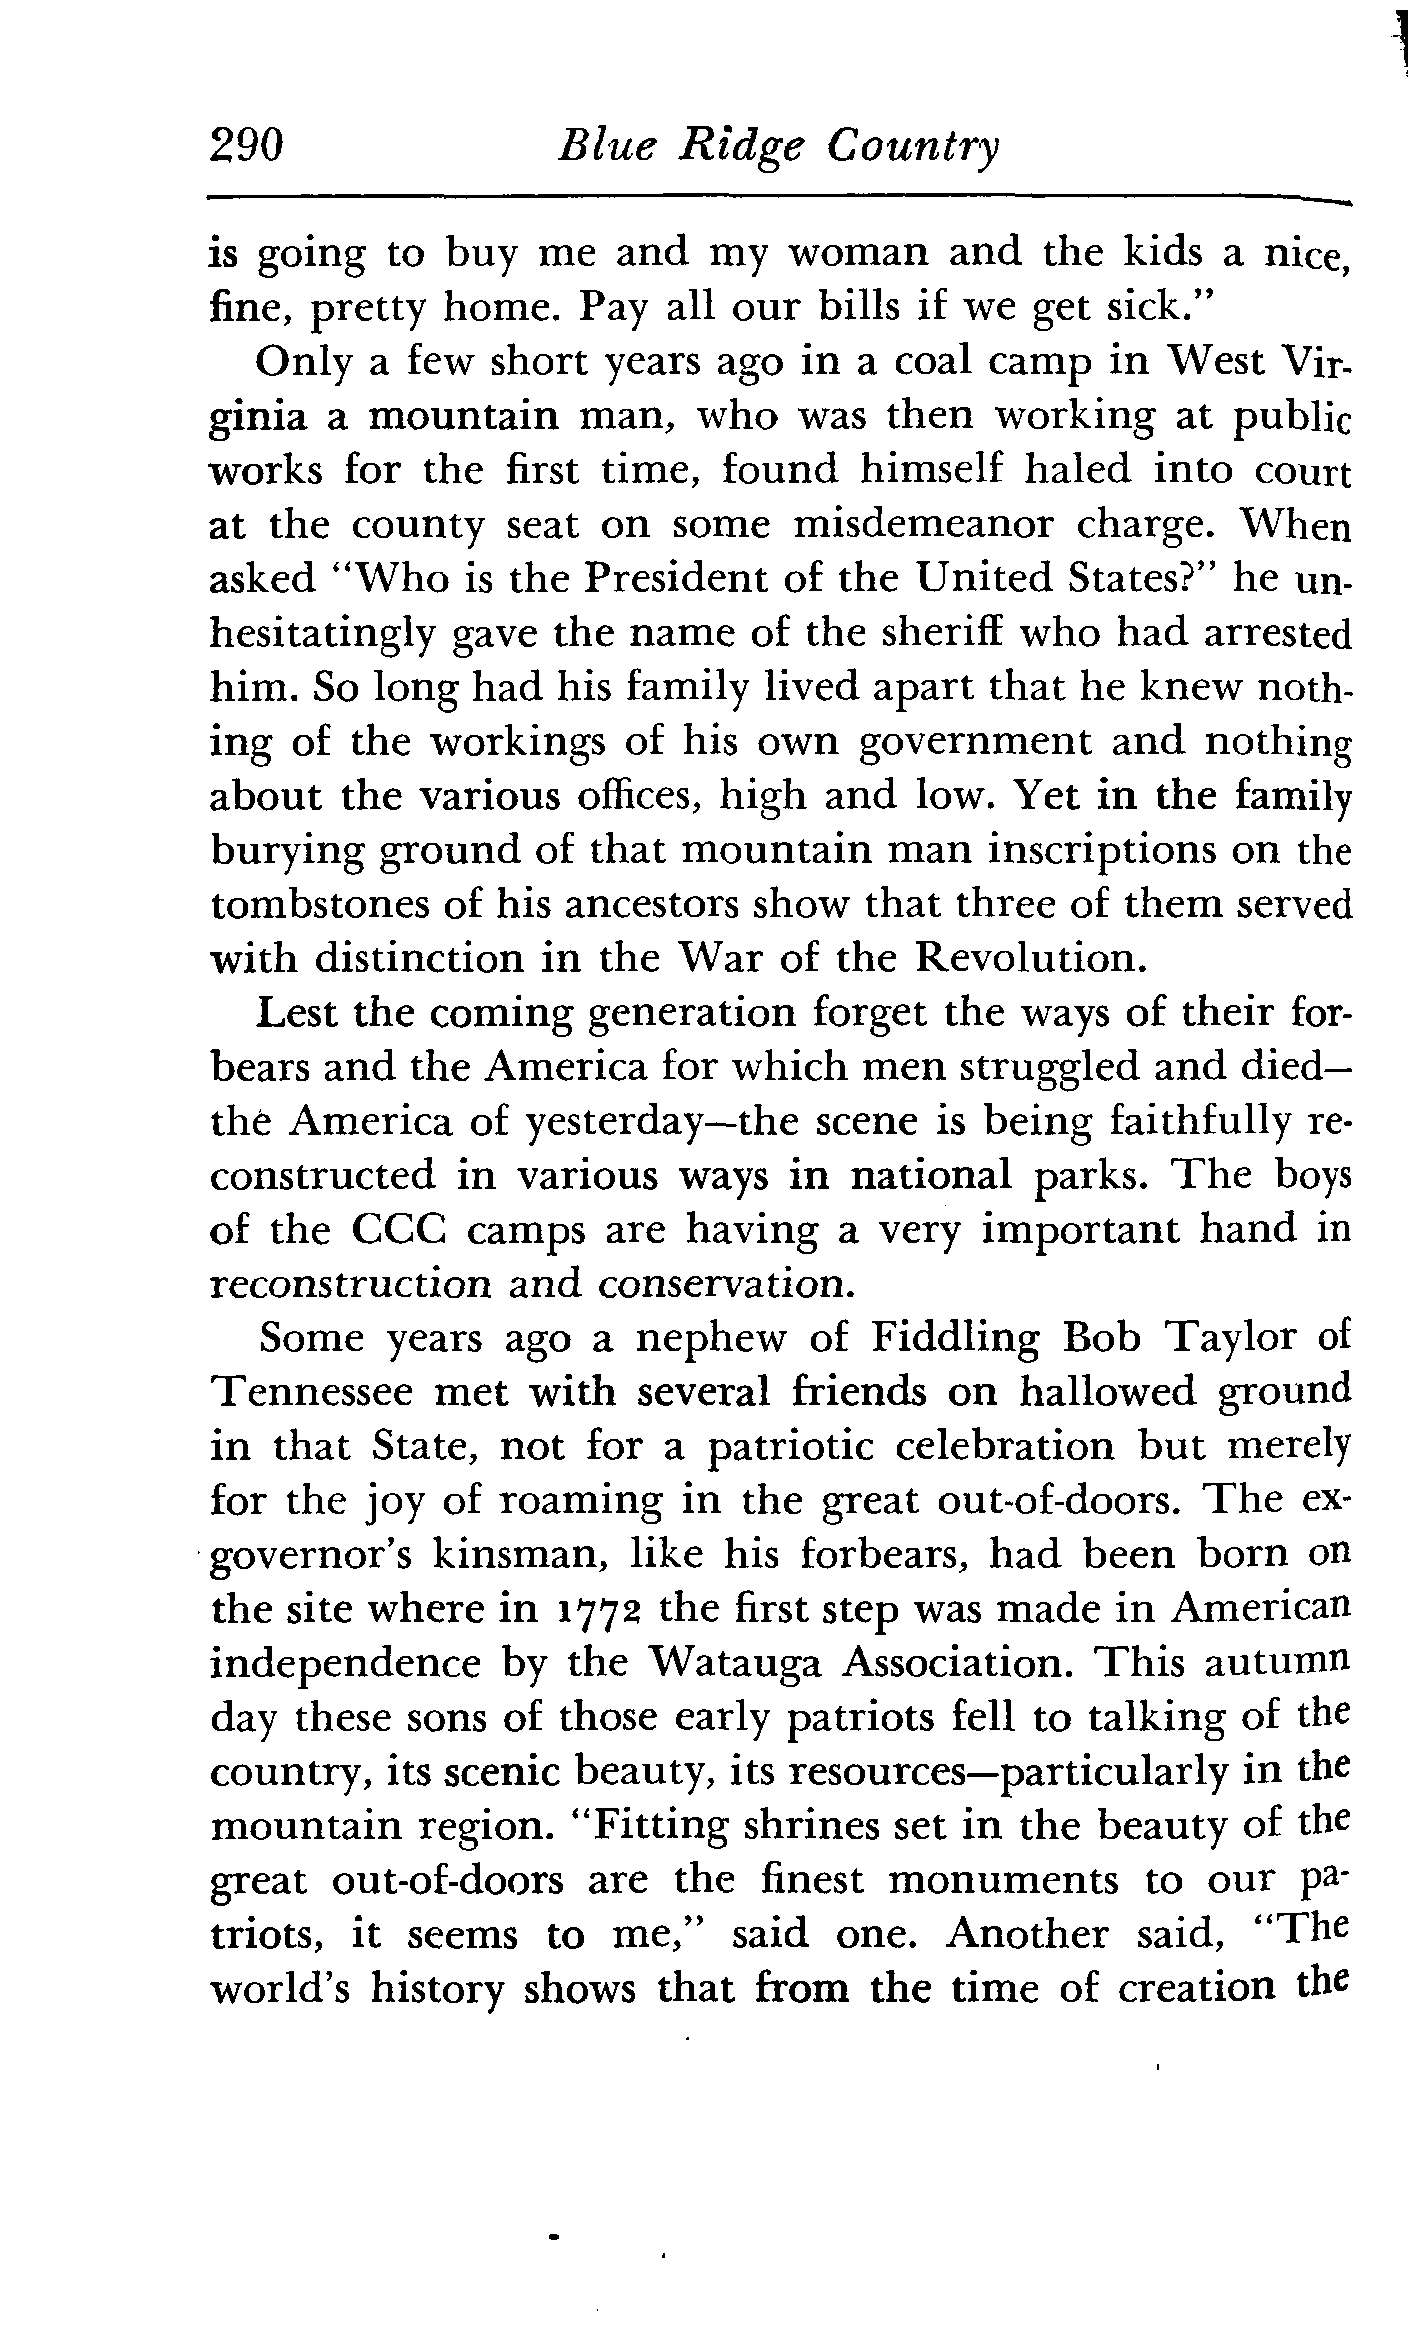 290 Blue Ridge Country
is going to buy me and my woman and the kids a nice,
fine, pretty home. Pay all our bills if we get sick."
Only a few short years ago in a coal camp in West Vir-
ginia a mountain man, who was then working at public
works for the first time, found himself haled into court
at the county seat on some misdemeanor charge. When
asked "Who is the President of the United States?" he un-
hesitatingly gave the name of the sheriff who had arrested
him. So long had his family lived apart that he knew noth-
ing of the workings of his own government and nothing
about the various offices, high and low. Yet in the family
burying ground of that mountain man inscriptions on the
tombstones of his ancestors show that three of them served
with distinction in the War of the Revolution.
Lest the coming generation forget the ways of their for-
bears and the America for which men struggled and died—
the America of yesterday—the scene is being faithfully re-
constructed in various ways in national parks. The boys
of the CCC camps are having a very important hand in
reconstruction and conservation.
Some years ago a nephew of Fiddling Bob Taylor of
Tennessee met with several friends on hallowed ground
in that State, not for a patriotic celebration but merely
for the joy of roaming in the great out-of-doors. The ex-
governor's kinsman, like his forbears, had been born on
the site where in 1772 the first step was made in American
independence by the Watauga Association. This autumn
day these sons of those early patriots fell to talking of the
country, its scenic beauty, its resources—particularly in the
mountain region. "Fitting shrines set in the beauty of the
great out-of-doors are the finest monuments to our pa-
triots, it seems to me," said one. Another said, "The
world's history shows that from the time of creation the